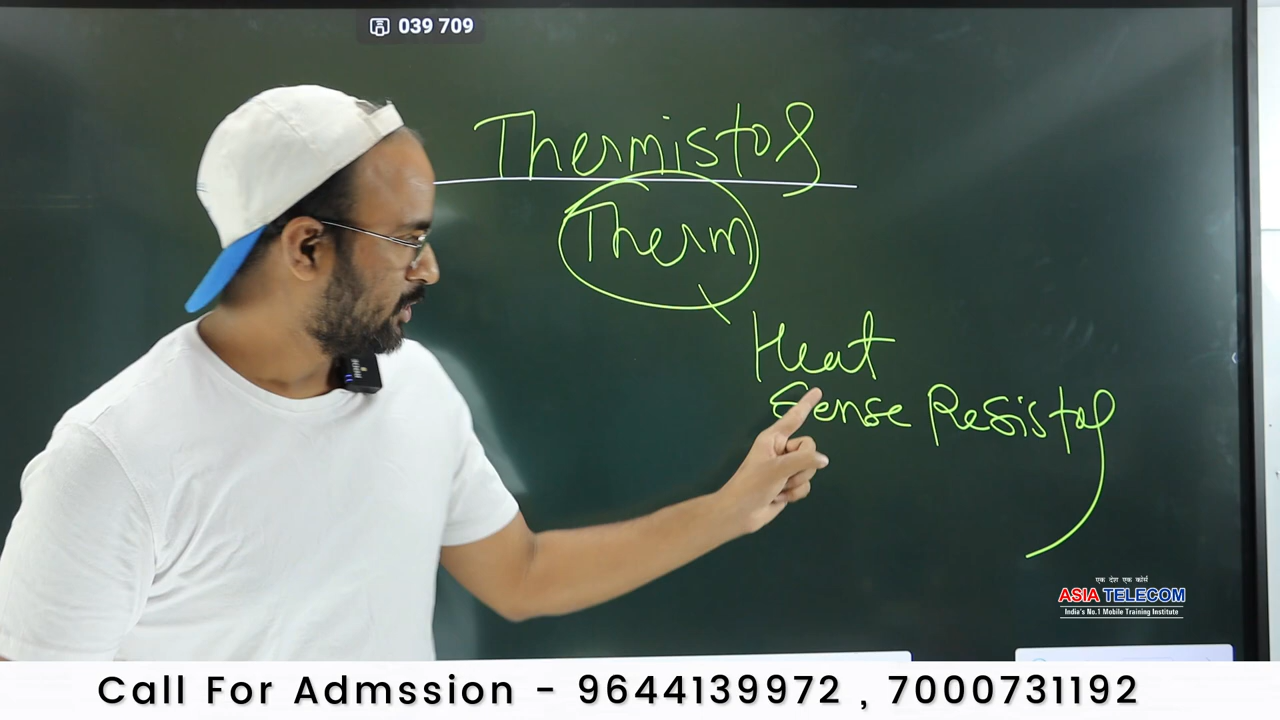 039 709
Thermistor
Therm
Heat
Sense Resistor
एक देश एक कोर्स
ASIA TELECOM
India's No.1 Mobile Training Institute
Call For Admssion - 9644139972 , 7000731192